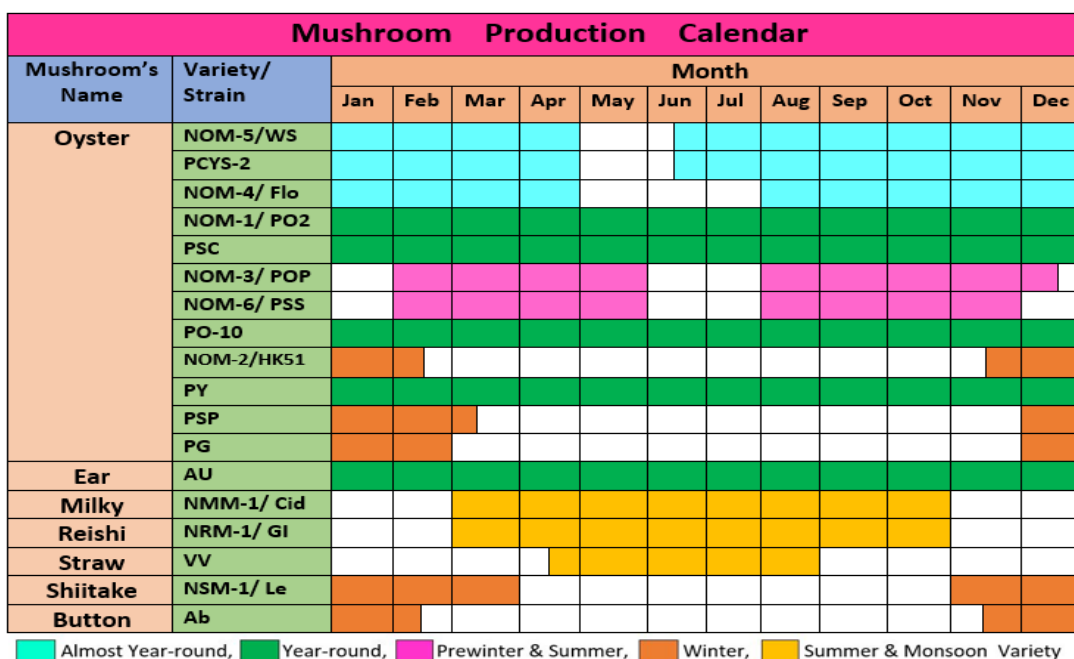 Mushroom Production Calendar
Mushroom's Name Variety/ Strain Month
Jan Feb Mar Apr May Jun Jul Aug Sep Oct Nov Dec
Oyster NOM-5/WS
PCYS-2
NOM-4/ Flo
NOM-1/ PO2
PSC
NOM-3/ POP
NOM-6/ PSS
PO-10
NOM-2/HK51
PY
PSP
PG
Ear AU
Milky NMM-1/ Cid
Reishi NRM-1/ GI
Straw VV
Shiitake NSM-1/ Le
Button Ab
Almost Year-round, Year-round, Prewinter & Summer, Winter, Summer & Monsoon Variety